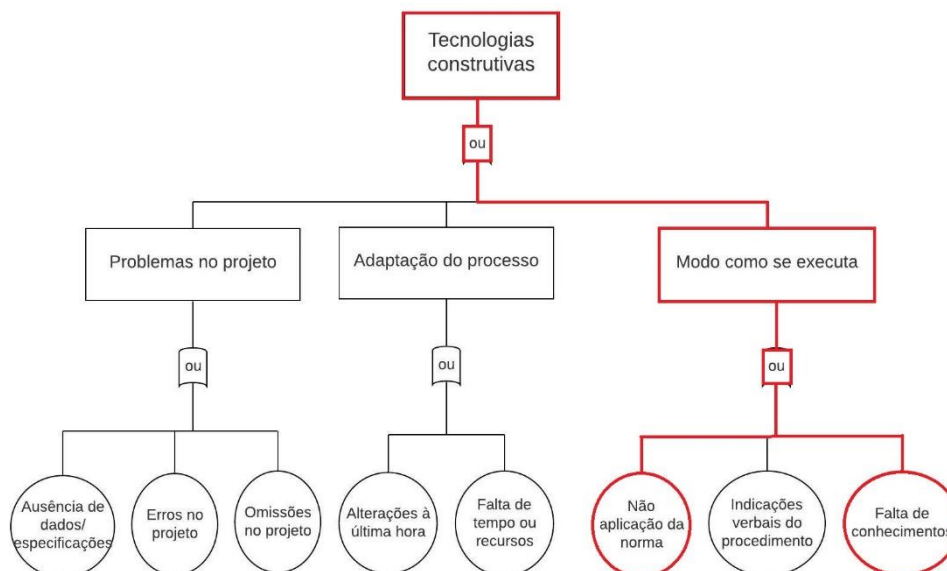 Tecnologias
construtivas
ou
Problemas no projeto
Adaptação do processo
Modo como se executa
ou
ou
ou
Ausência de
dados/
especificações
Erros no
projeto
Omissões
no projeto
Alterações à
última hora
Falta de
tempo ou
recursos
Não
aplicação da
norma
Indicações
verbais do
procedimento
Falta de
conhecimentos